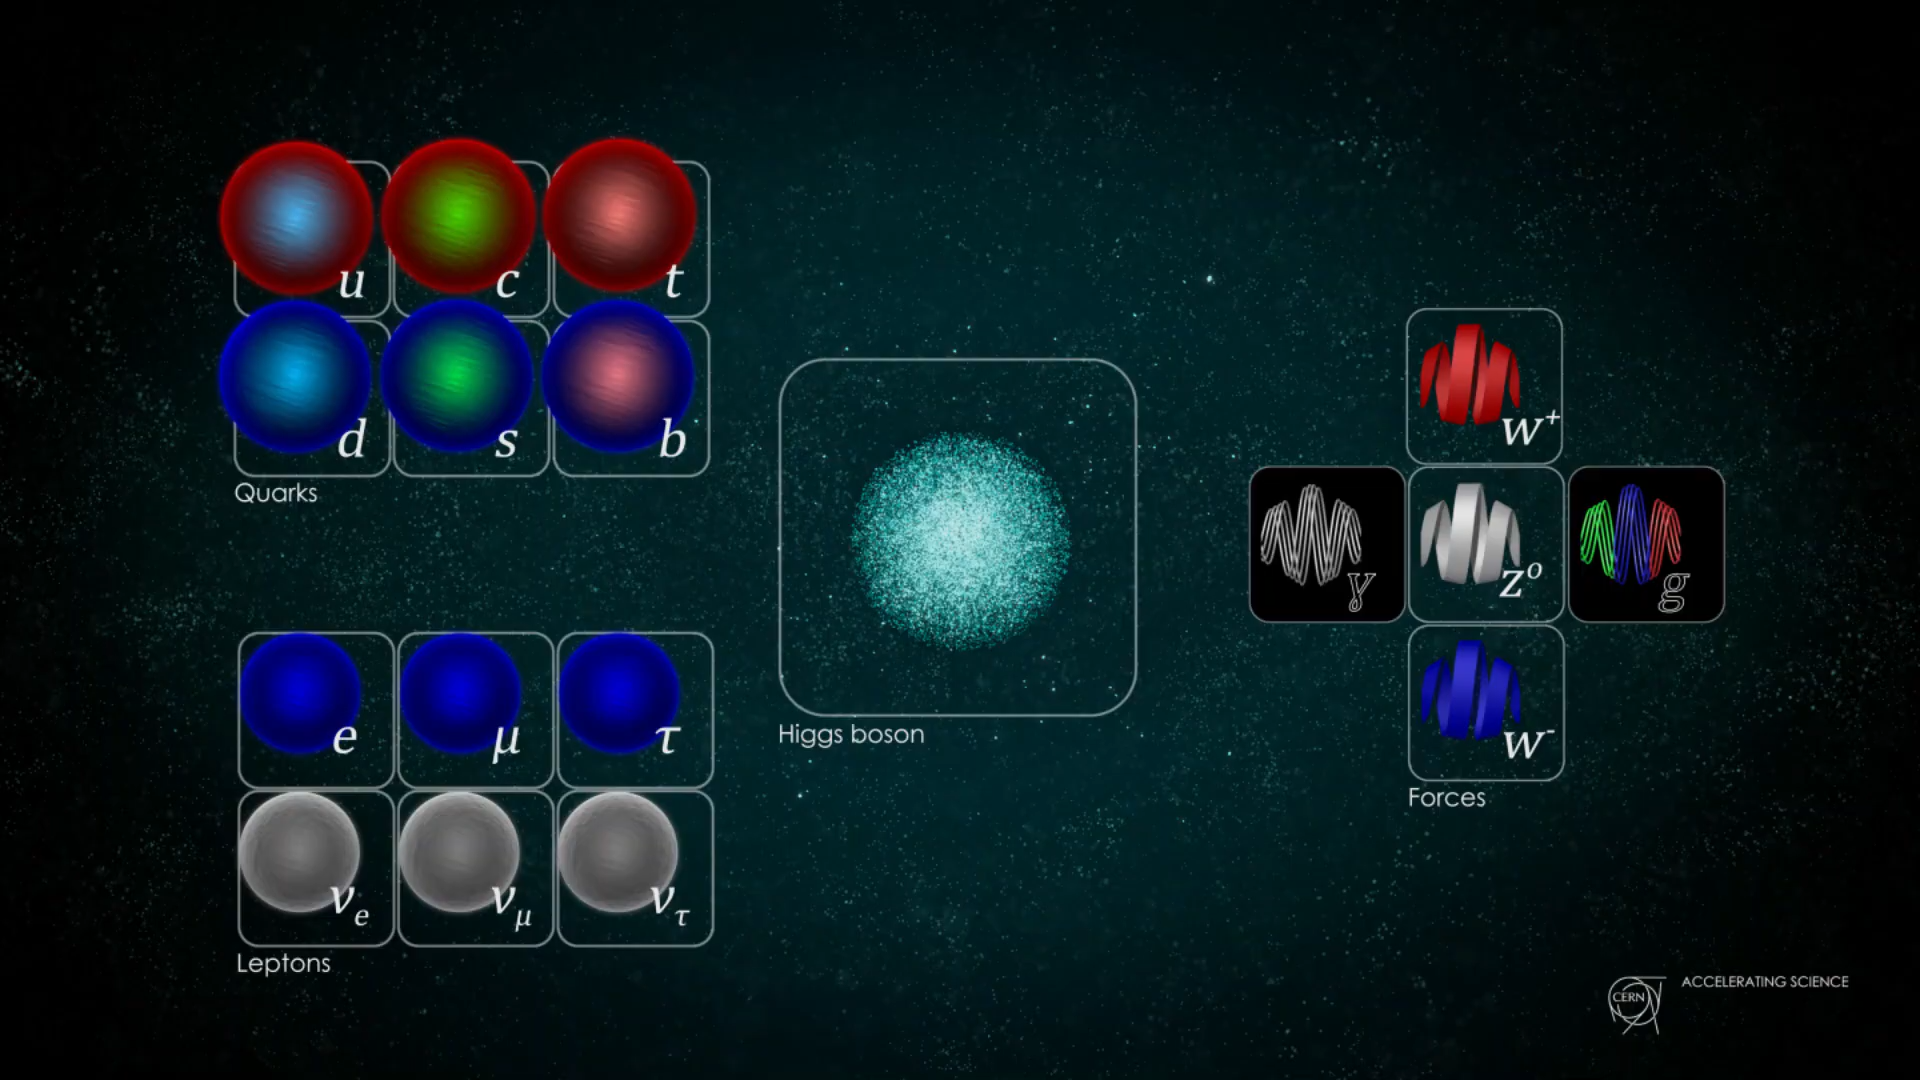 u c t
d s b
Quarks
e μ τ
νe νμ ντ
Leptons
Higgs boson
W+
γ Z0 g
W-
Forces
CERN
ACCELERATING SCIENCE